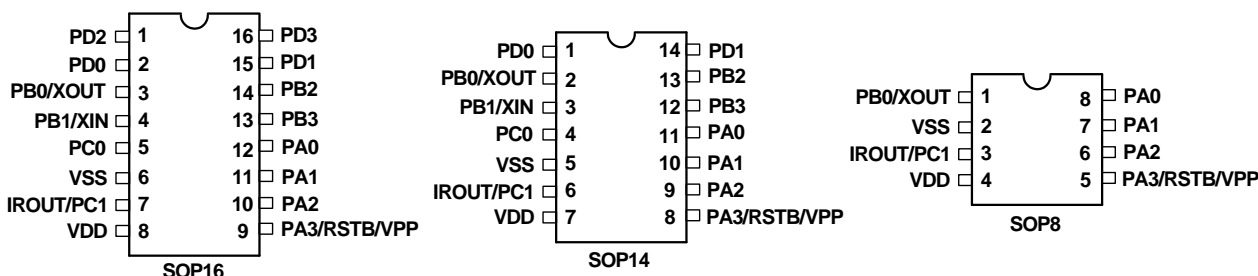 PD2 1 16 PD3
PD0 2 15 PD1
PB0/XOUT 3 14 PB2
PB1/XIN 4 13 PB3
PC0 5 12 PA0
VSS 6 11 PA1
IROUT/PC1 7 10 PA2
VDD 8 9 PA3/RSTB/VPP
SOP16
PD0 1 14 PD1
PB0/XOUT 2 13 PB2
PB1/XIN 3 12 PB3
PC0 4 11 PA0
VSS 5 10 PA1
IROUT/PC1 6 9 PA2
VDD 7 8 PA3/RSTB/VPP
SOP14
PB0/XOUT 1 8 PA0
VSS 2 7 PA1
IROUT/PC1 3 6 PA2
VDD 4 5 PA3/RSTB/VPP
SOP8